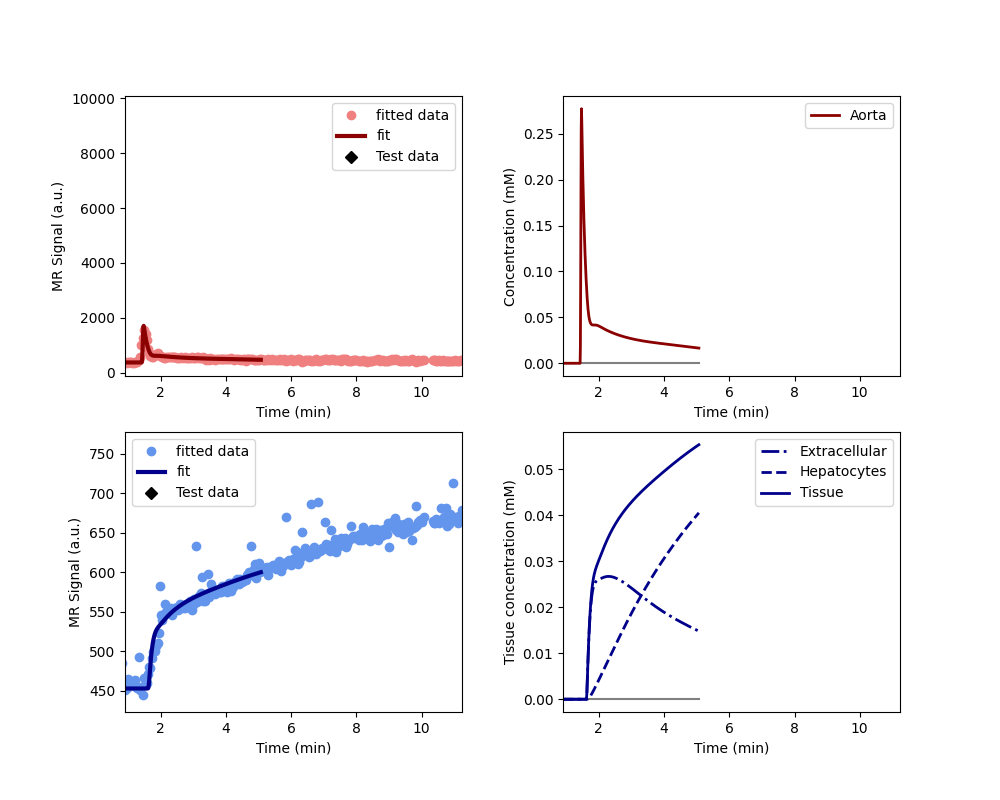 10000
8000
6000
4000
2000
0
MR Signal (a.u.)
fitted data
fit
Test data
2 4 6 8 10
Time (min)
0.25
0.20
0.15
0.10
0.05
0.00
Concentration (mM)
Aorta
2 4 6 8 10
Time (min)
750
700
650
600
550
500
450
MR Signal (a.u.)
fitted data
fit
Test data
2 4 6 8 10
Time (min)
0.05
0.04
0.03
0.02
0.01
0.00
Tissue concentration (mM)
Extracellular
Hepatocytes
Tissue
2 4 6 8 10
Time (min)